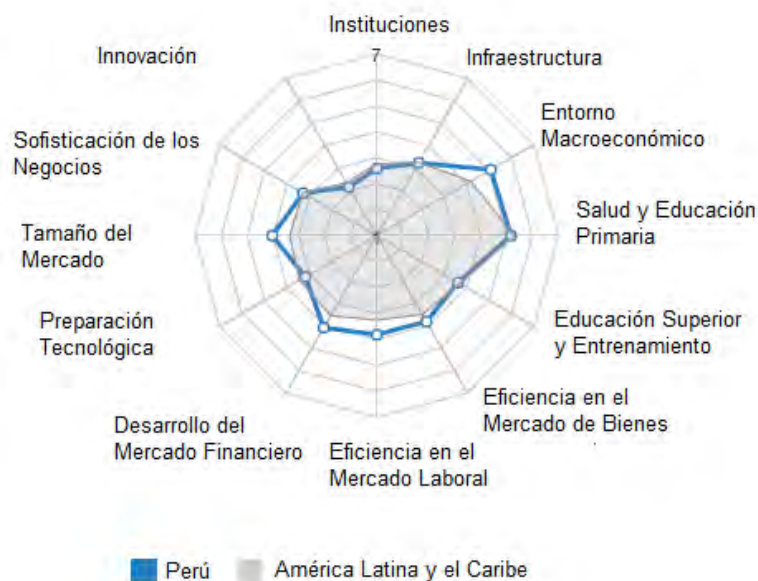 Instituciones
7
Innovación
Infraestructura
Entorno
Macroeconómico
Sofisticación de los
Negocios
Salud y Educación
Primaria
Tamaño del
Mercado
Preparación
Tecnológica
Educación Superior
y Entrenamiento
Eficiencia en el
Mercado de Bienes
Desarrollo del
Mercado Financiero
Eficiencia en el
Mercado Laboral
Perú
América Latina y el Caribe